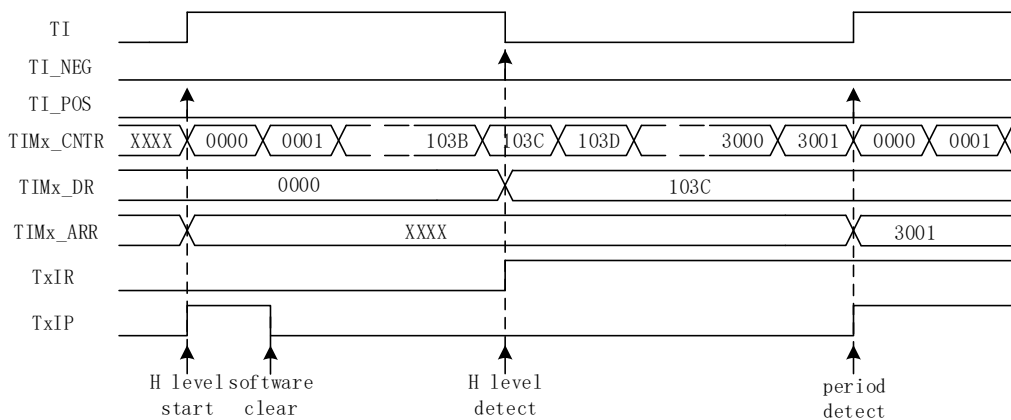 TI
TI_NEG
TI_POS
TIMx_CNTR XXXX 0000 0001 103B 103C 103D 3000 3001 0000 0001
TIMx_DR 0000 103C
TIMx_ARR XXXX 3001
TxIR
TxIP
H level start
software clear
H level detect
period detect